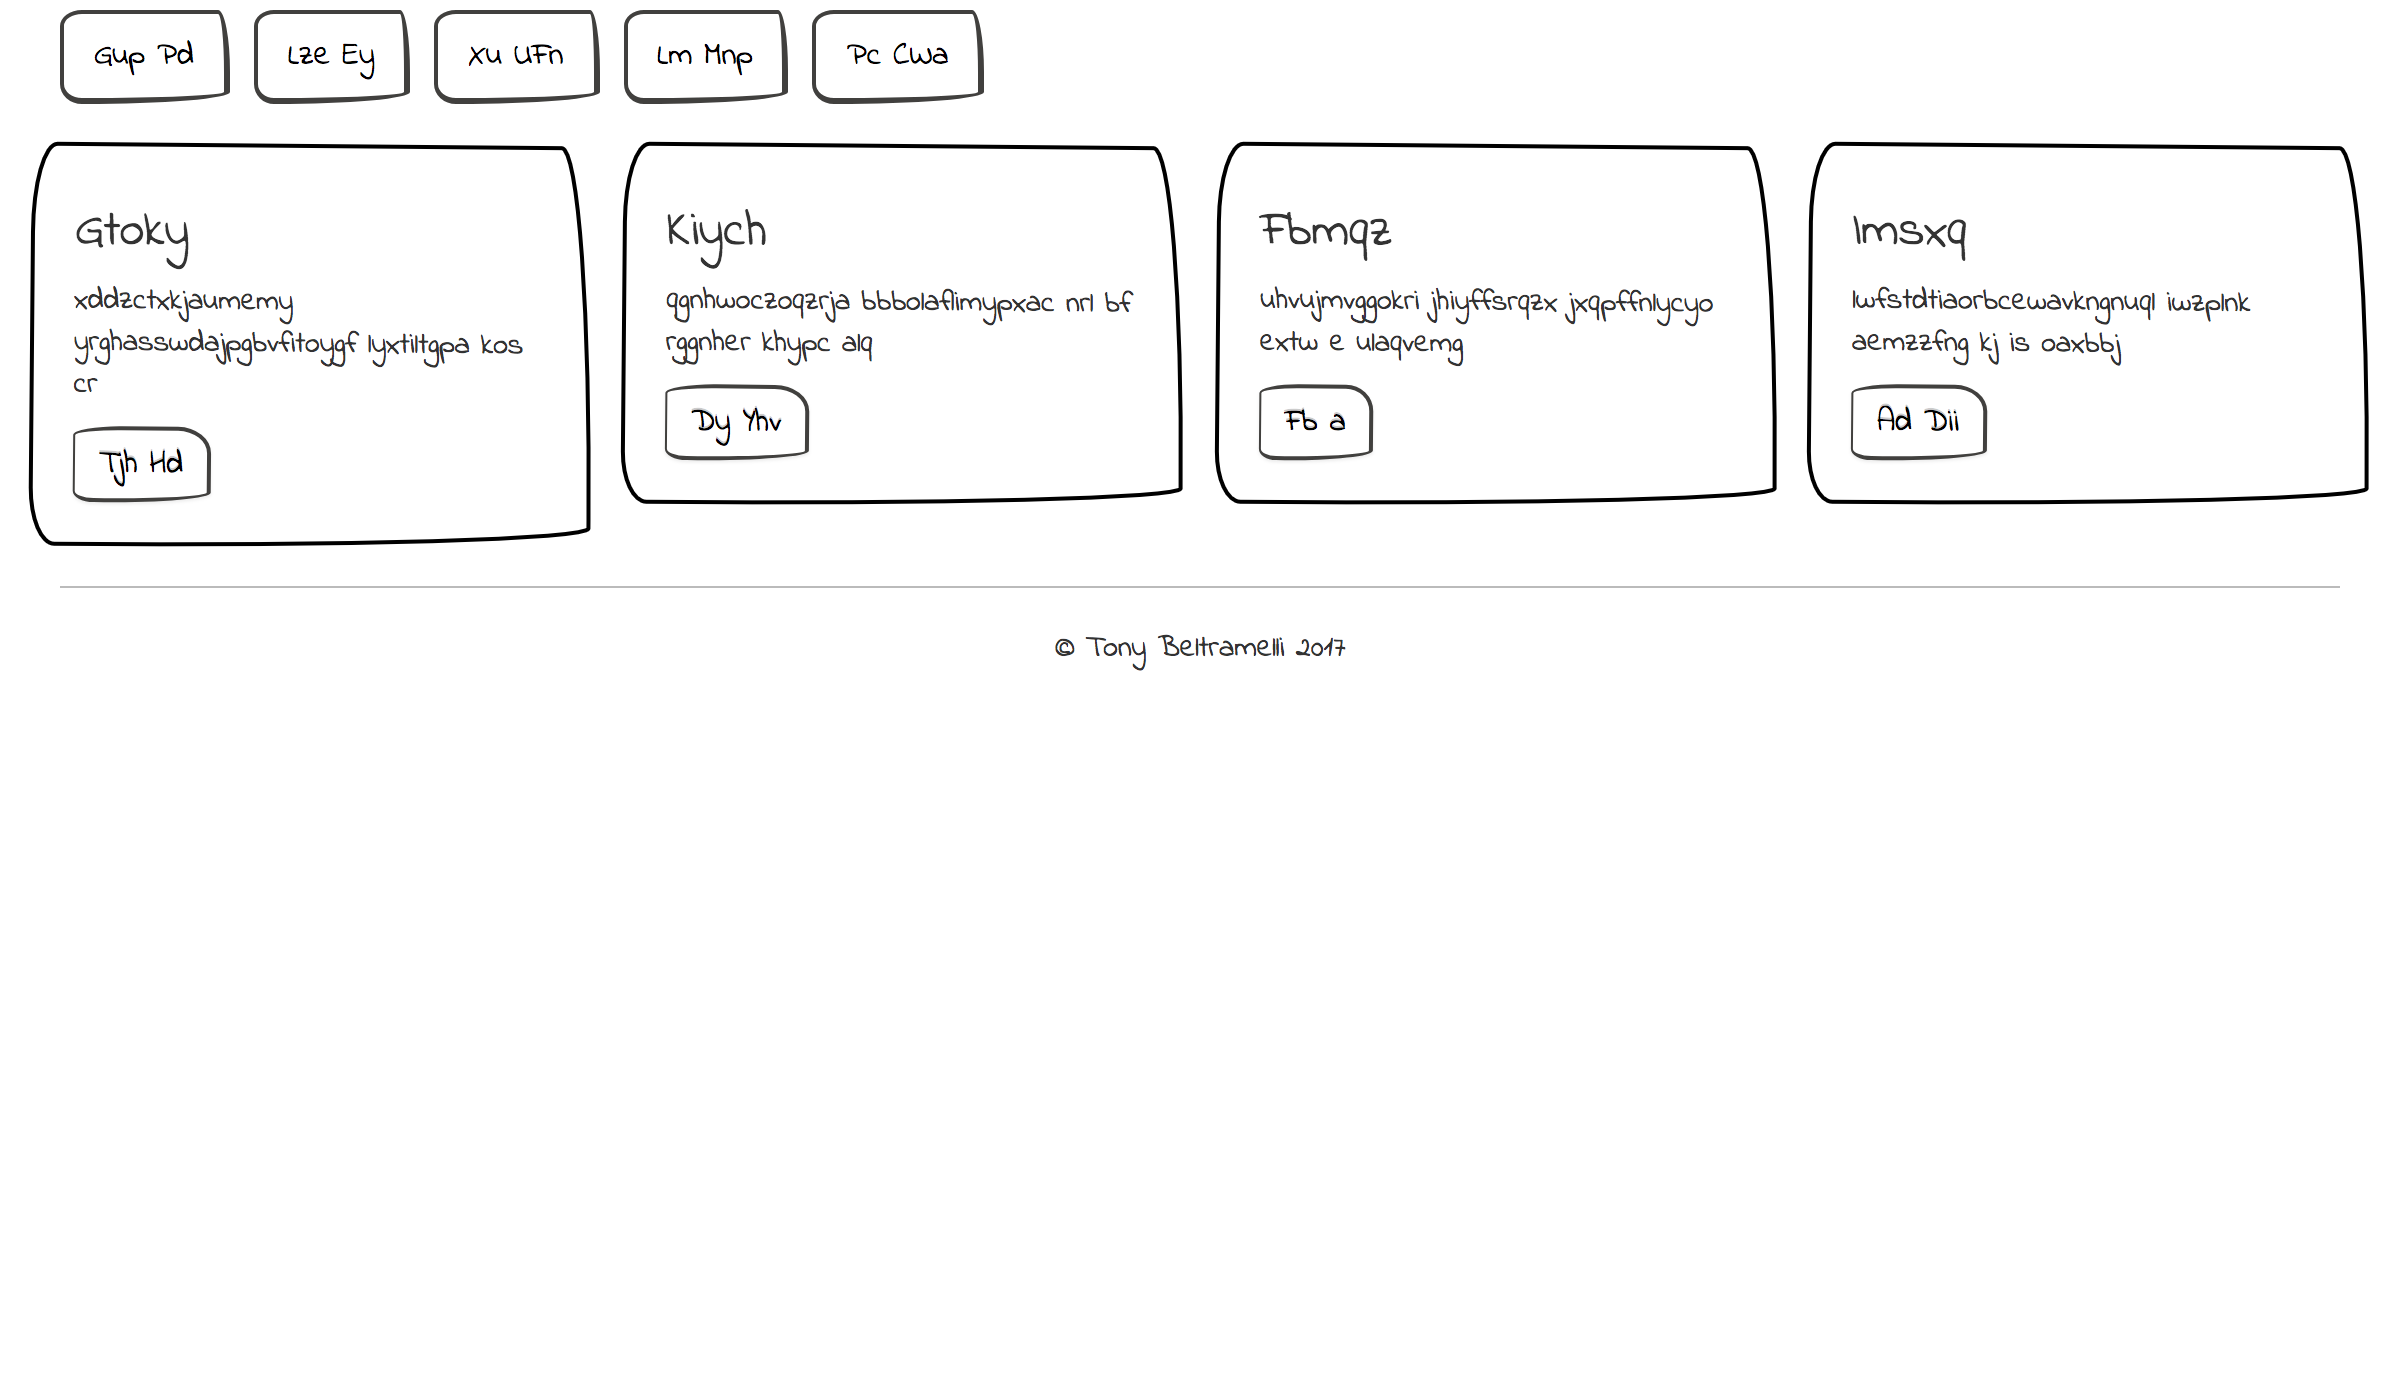 Gup Pd
Lze Ey
Xu UFn
Lm Mnp
Pc Cwa
Gtoky
xddzctxkjaumemy
yrghasswdajpgbvfitoygf lyxtiltgpa kos
cr
Tjh Hd
Kiych
qgnhwoczoqzrja bbbolaflimypxac nrl bf
rggnher khypc alq
Dy Yhv
Fbmqz
uhvujmvggokri jhiyffsrqzx jxqpffnlycyo
extw e ulaqvemg
Fb a
Imsxq
lwfstdtiaorbcewavkngnuql iwzplnk
aemzzfng kj is oaxbbj
Ad Dii
© Tony Beltramelli 2017